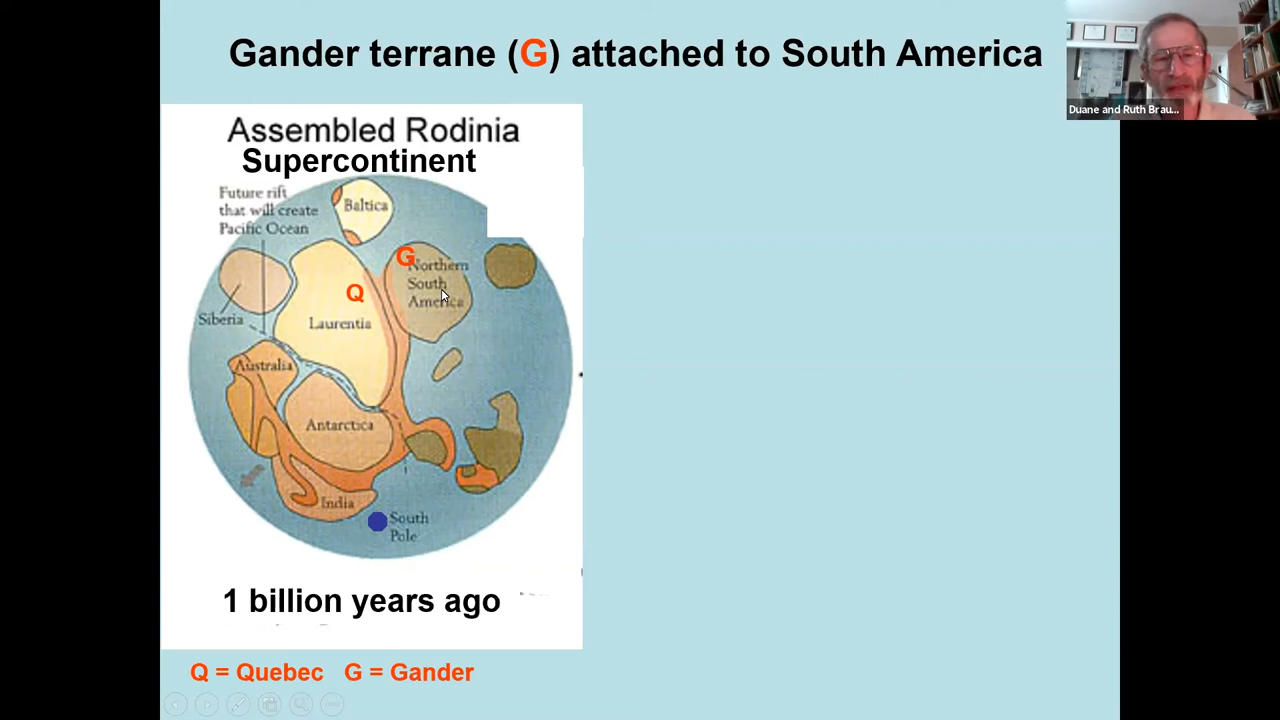 Gander terrane (G) attached to South America
Duane and Ruth Brau...
Assembled Rodinia
Supercontinent
Future rift
that will create
Pacific Ocean
Baltica
G
Northern
South
America
Q
Siberia
Laurentia
Australia
Antarctica
India
South
Pole
1 billion years ago
Q = Quebec G = Gander